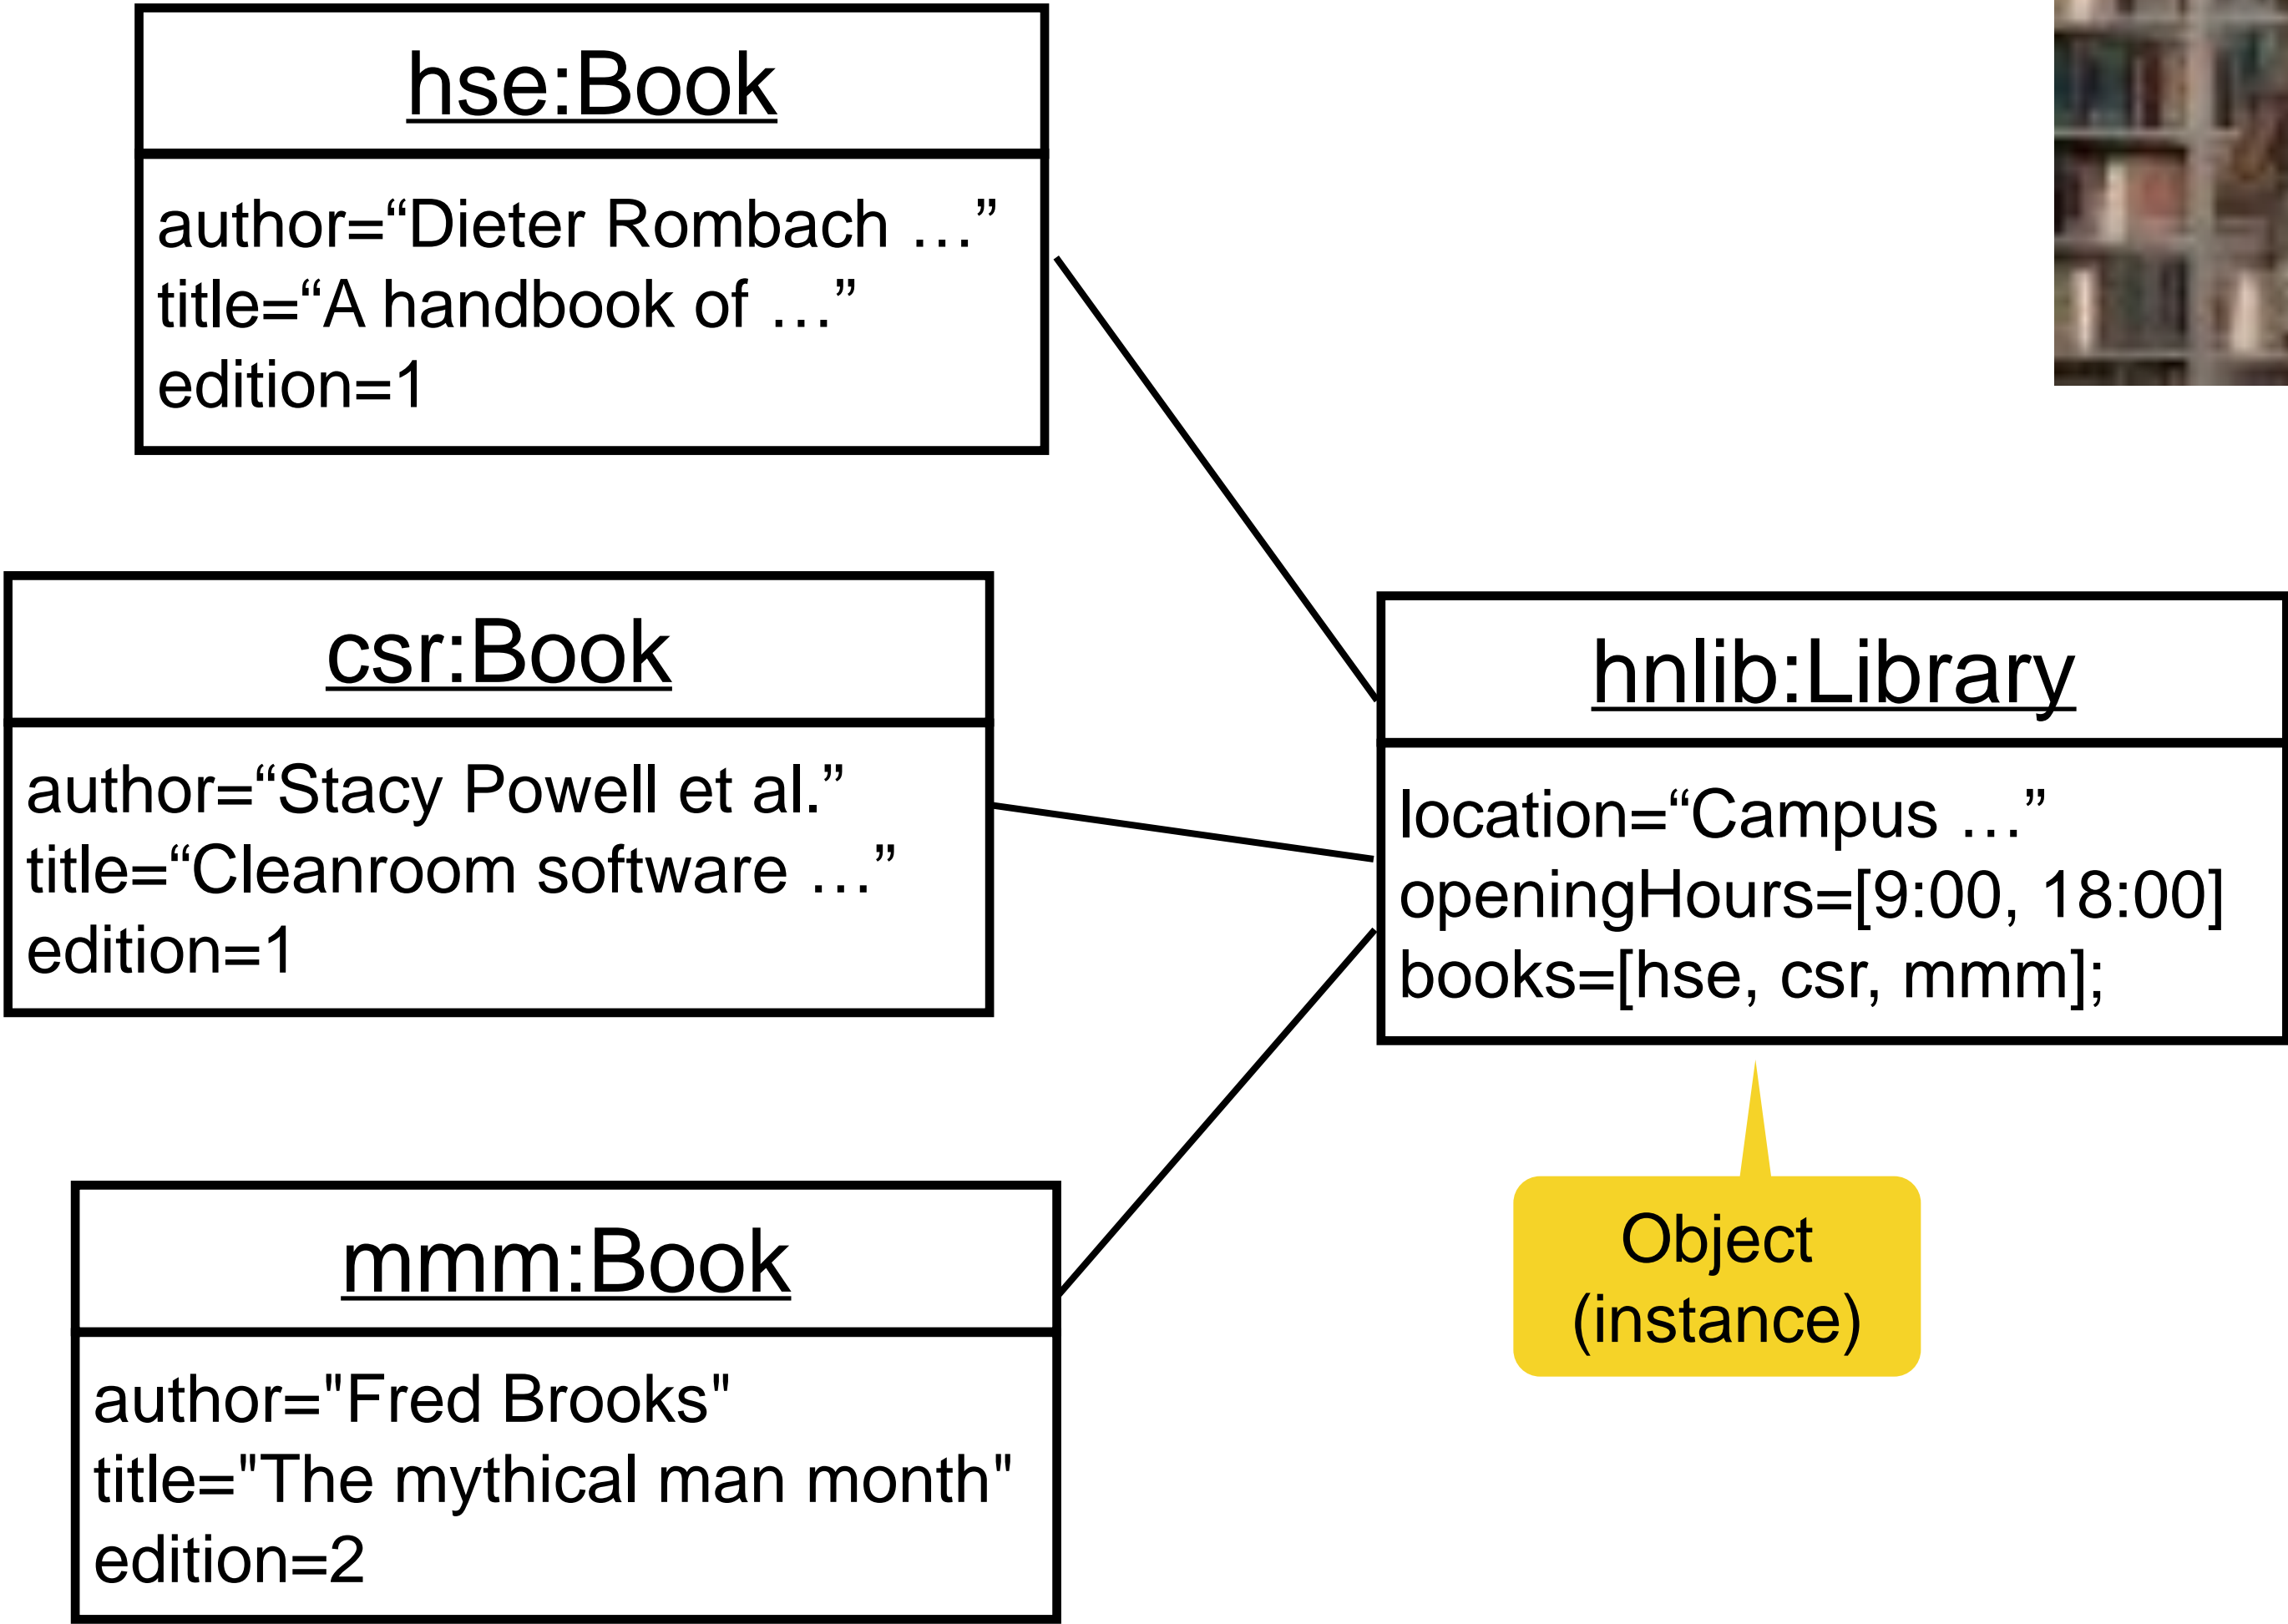 hse:Book
author=“Dieter Rombach …”
title=“A handbook of …”
edition=1
csr:Book
author=“Stacy Powell et al.”
title=“Cleanroom software …”
edition=1
hnlib:Library
location=“Campus …”
openingHours=[9:00, 18:00]
books=[hse, csr, mmm];
mmm:Book
author="Fred Brooks"
title="The mythical man month"
edition=2
Object
(instance)